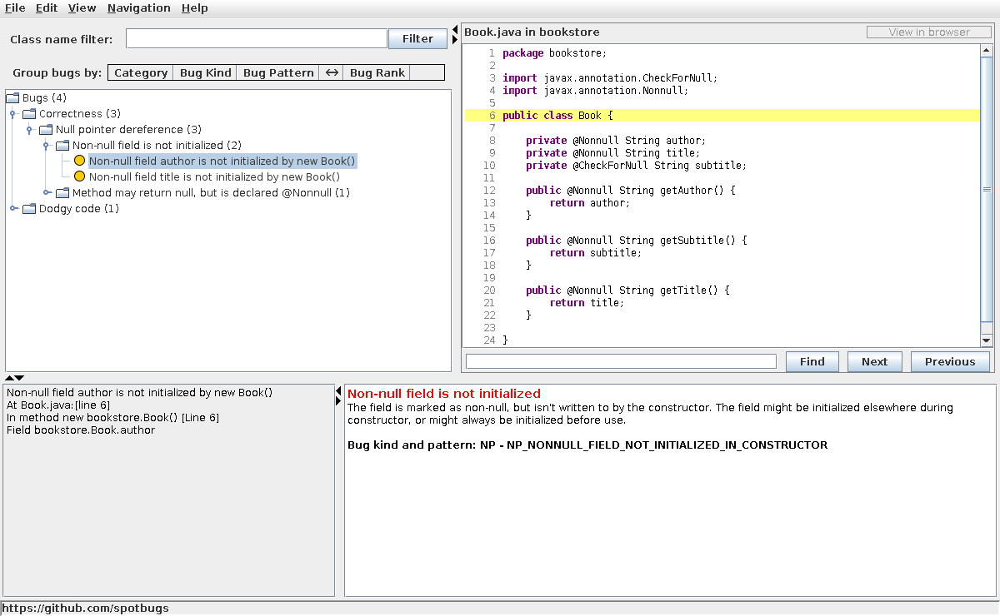 File Edit View Navigation Help
Class name filter: Filter
Group bugs by: Category Bug Kind Bug Pattern ↔ Bug Rank
Bugs (4)
Correctness (3)
Null pointer dereference (3)
Non-null field is not initialized (2)
Non-null field author is not initialized by new Book()
Non-null field title is not initialized by new Book()
Method may return null, but is declared @Nonnull (1)
Dodgy code (1)
Book.java in bookstore View in browser
1 package bookstore;
2
3 import javax.annotation.CheckForNull;
4 import javax.annotation.Nonnull;
5
6 public class Book {
7
8     private @Nonnull String author;
9     private @Nonnull String title;
10     private @CheckForNull String subtitle;
11
12     public @Nonnull String getAuthor() {
13         return author;
14     }
15
16     public @Nonnull String getSubtitle() {
17         return subtitle;
18     }
19
20     public @Nonnull String getTitle() {
21         return title;
22     }
23
24 }
Find Next Previous
Non-null field author is not initialized by new Book()
At Book.java:[line 6]
In method new bookstore.Book() [Line 6]
Field bookstore.Book.author
Non-null field is not initialized
The field is marked as non-null, but isn't written to by the constructor. The field might be initialized elsewhere during
constructor, or might always be initialized before use.
Bug kind and pattern: NP - NP_NONNULL_FIELD_NOT_INITIALIZED_IN_CONSTRUCTOR
https://github.com/spotbugs